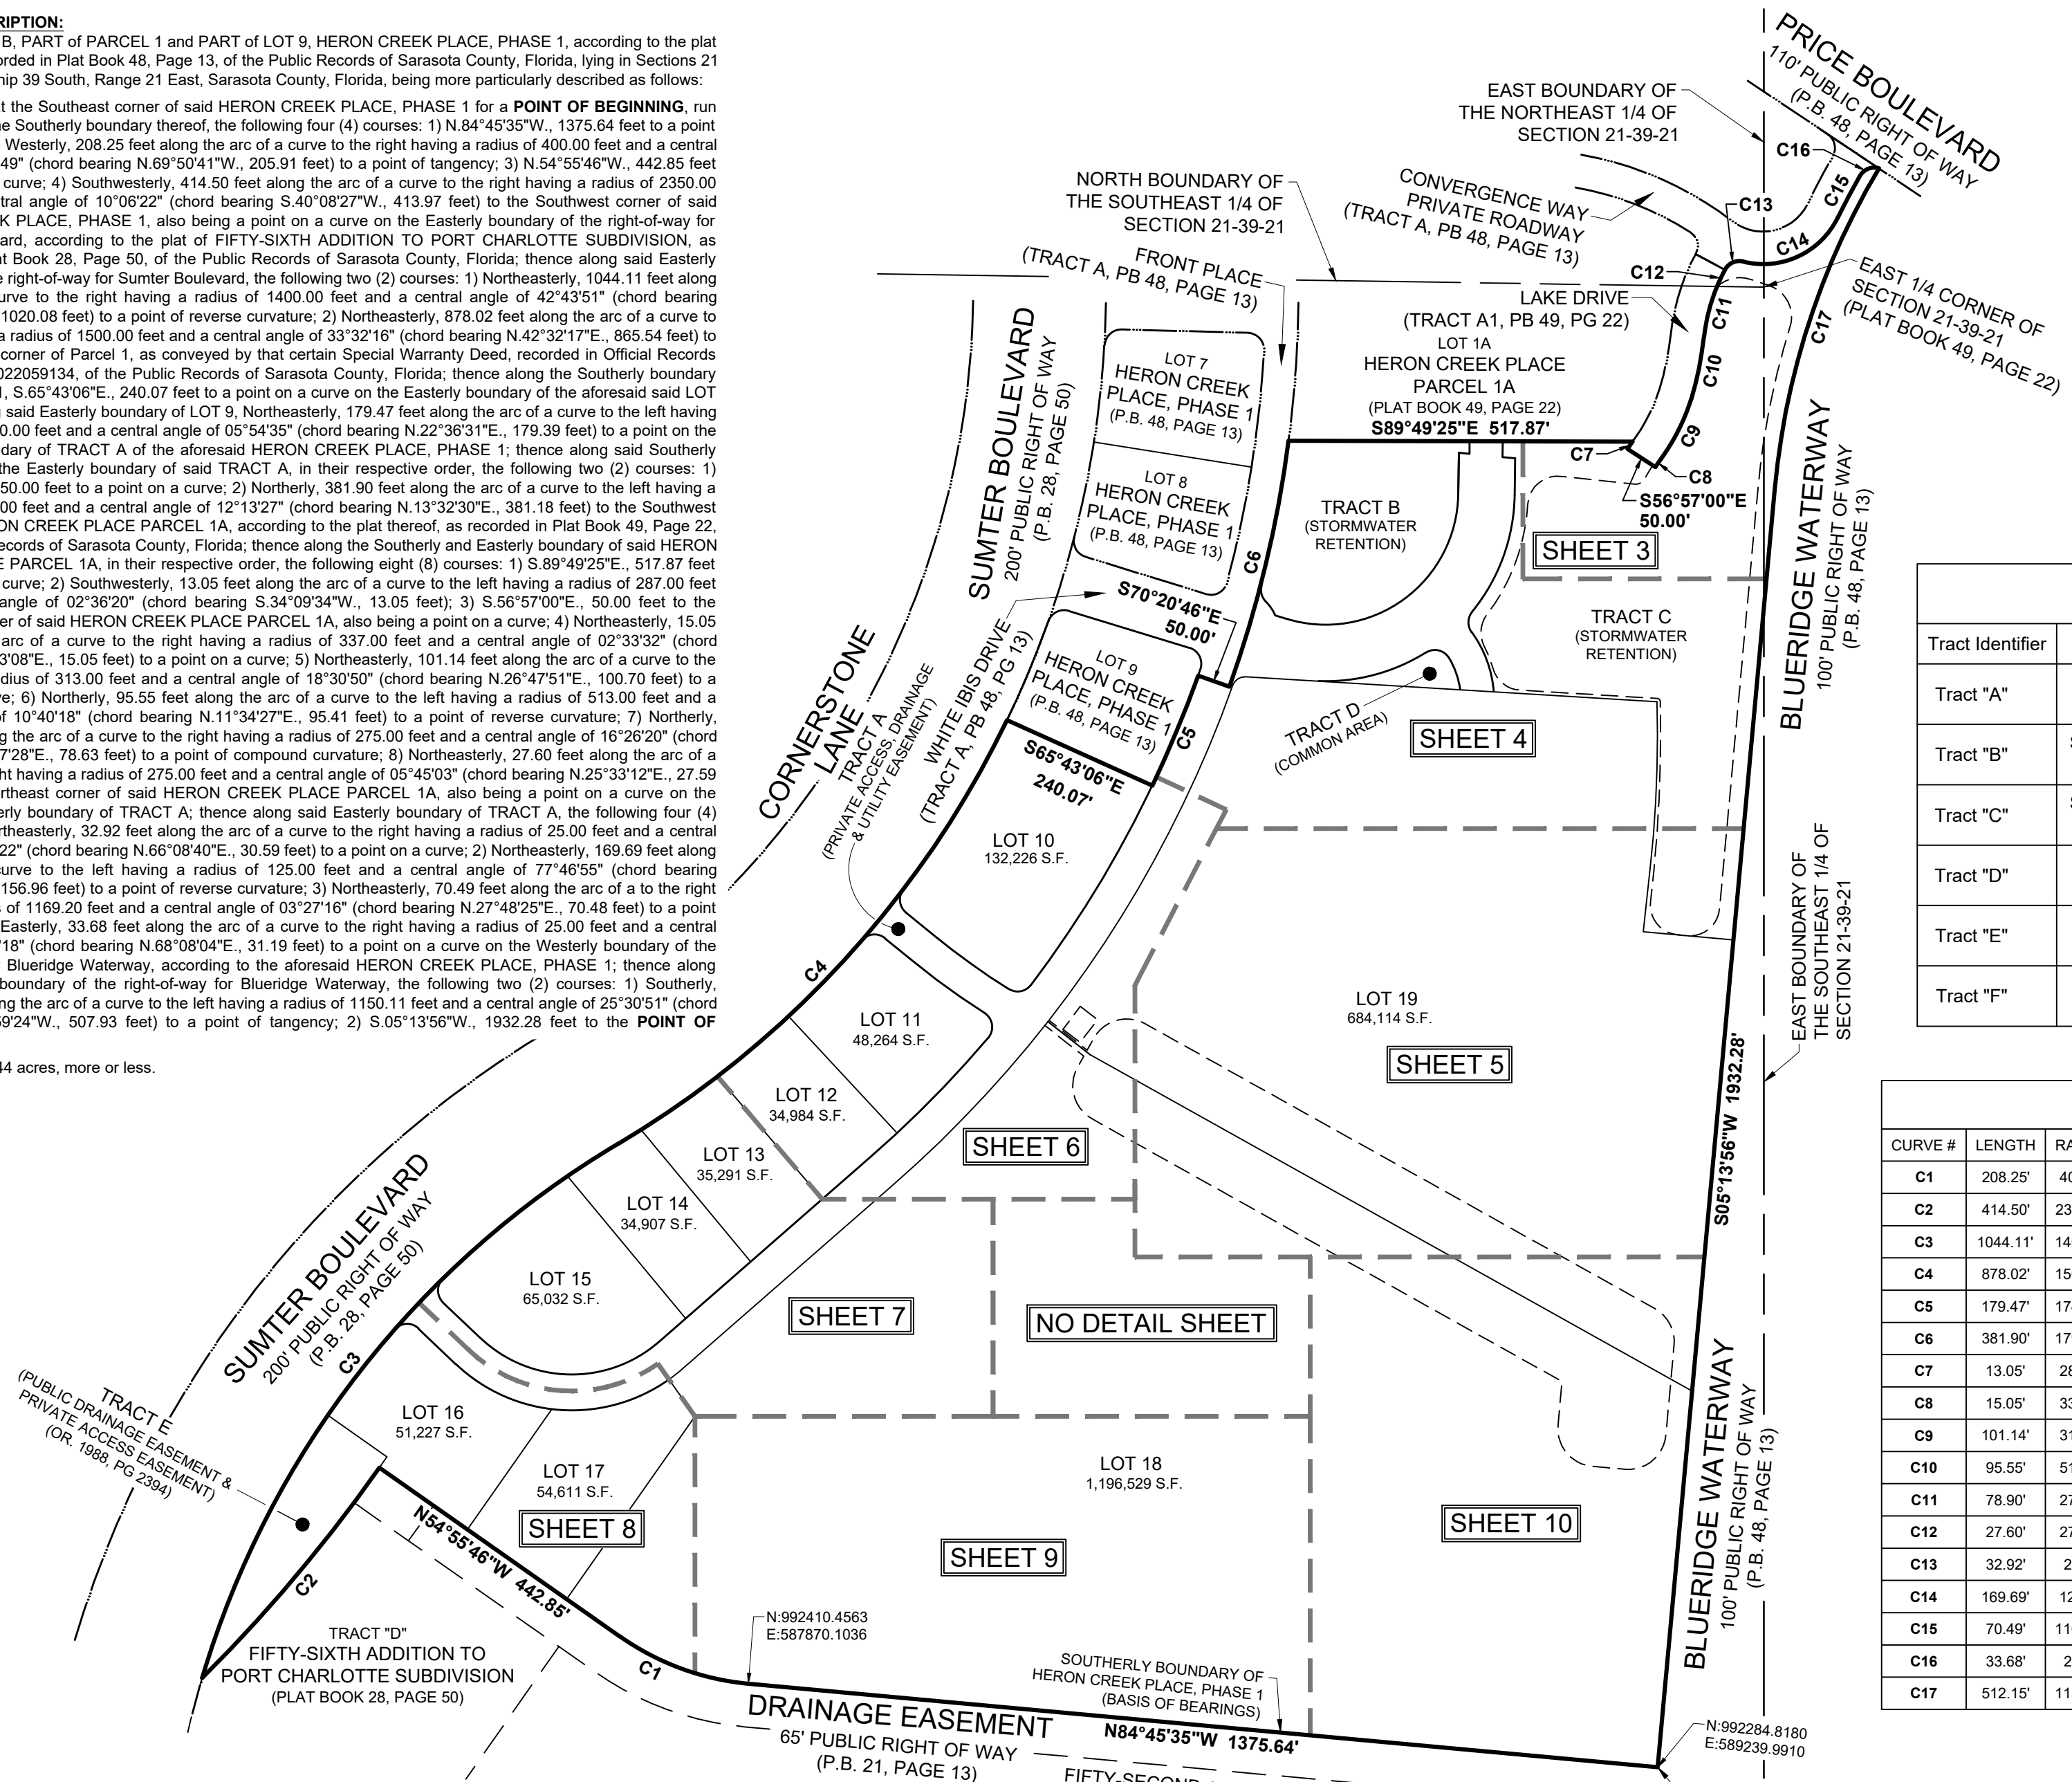 RIPTION:
B, PART of PARCEL 1 and PART of LOT 9, HERON CREEK PLACE, PHASE 1, according to the plat
orded in Plat Book 48, Page 13, of the Public Records of Sarasota County, Florida, lying in Sections 21
hip 39 South, Range 21 East, Sarasota County, Florida, being more particularly described as follows:
t the Southeast corner of said HERON CREEK PLACE, PHASE 1 for a POINT OF BEGINNING, run
e Southerly boundary thereof, the following four (4) courses: 1) N.84°45'35"W., 1375.64 feet to a point
Westerly, 208.25 feet along the arc of a curve to the right having a radius of 400.00 feet and a central
49" (chord bearing N.69°50'41"W., 205.91 feet) to a point of tangency; 3) N.54°55'46"W., 442.85 feet
curve; 4) Southwesterly, 414.50 feet along the arc of a curve to the right having a radius of 2350.00
tral angle of 10°06'22" (chord bearing S.40°08'27"W., 413.97 feet) to the Southwest corner of said
K PLACE, PHASE 1, also being a point on a curve on the Easterly boundary of the right-of-way for
ard, according to the plat of FIFTY-SIXTH ADDITION TO PORT CHARLOTTE SUBDIVISION, as
t Book 28, Page 50, of the Public Records of Sarasota County, Florida; thence along said Easterly
e right-of-way for Sumter Boulevard, the following two (2) courses: 1) Northeasterly, 1044.11 feet along
urve to the right having a radius of 1400.00 feet and a central angle of 42°43'51" (chord bearing
1020.08 feet) to a point of reverse curvature; 2) Northeasterly, 878.02 feet along the arc of a curve to
a radius of 1500.00 feet and a central angle of 33°32'16" (chord bearing N.42°32'17"E., 865.54 feet) to
corner of Parcel 1, as conveyed by that certain Special Warranty Deed, recorded in Official Records
022059134, of the Public Records of Sarasota County, Florida; thence along the Southerly boundary
1, S.65°43'06"E., 240.07 feet to a point on a curve on the Easterly boundary of the aforesaid said LOT
g said Easterly boundary of LOT 9, Northeasterly, 179.47 feet along the arc of a curve to the left having
0.00 feet and a central angle of 05°54'35" (chord bearing N.22°36'31"E., 179.39 feet) to a point on the
dary of TRACT A of the aforesaid HERON CREEK PLACE, PHASE 1; thence along said Southerly
the Easterly boundary of said TRACT A, in their respective order, the following two (2) courses: 1)
50.00 feet to a point on a curve; 2) Northerly, 381.90 feet along the arc of a curve to the left having a
00 feet and a central angle of 12°13'27" (chord bearing N.13°32'30"E., 381.18 feet) to the Southwest
ON CREEK PLACE PARCEL 1A, according to the plat thereof, as recorded in Plat Book 49, Page 22,
ecords of Sarasota County, Florida; thence along the Southerly and Easterly boundary of said HERON
E PARCEL 1A, in their respective order, the following eight (8) courses: 1) S.89°49'25"E., 517.87 feet
curve; 2) Southwesterly, 13.05 feet along the arc of a curve to the left having a radius of 287.00 feet
angle of 02°36'20" (chord bearing S.34°09'34"W., 13.05 feet); 3) S.56°57'00"E., 50.00 feet to the
er of said HERON CREEK PLACE PARCEL 1A, also being a point on a curve; 4) Northeasterly, 15.05
arc of a curve to the right having a radius of 337.00 feet and a central angle of 02°33'32" (chord
3'08"E., 15.05 feet) to a point on a curve; 5) Northeasterly, 101.14 feet along the arc of a curve to the
dius of 313.00 feet and a central angle of 18°30'50" (chord bearing N.26°47'51"E., 100.70 feet) to a
ve; 6) Northerly, 95.55 feet along the arc of a curve to the left having a radius of 513.00 feet and a
of 10°40'18" (chord bearing N.11°34'27"E., 95.41 feet) to a point of reverse curvature; 7) Northerly,
ng the arc of a curve to the right having a radius of 275.00 feet and a central angle of 16°26'20" (chord
7'28"E., 78.63 feet) to a point of compound curvature; 8) Northeasterly, 27.60 feet along the arc of a
ht having a radius of 275.00 feet and a central angle of 05°45'03" (chord bearing N.25°33'12"E., 27.59
ortheast corner of said HERON CREEK PLACE PARCEL 1A, also being a point on a curve on the
erly boundary of TRACT A; thence along said Easterly boundary of TRACT A, the following four (4)
rtheasterly, 32.92 feet along the arc of a curve to the right having a radius of 25.00 feet and a central
22" (chord bearing N.66°08'40"E., 30.59 feet) to a point on a curve; 2) Northeasterly, 169.69 feet along
curve to the left having a radius of 125.00 feet and a central angle of 77°46'55" (chord bearing
156.96 feet) to a point of reverse curvature; 3) Northeasterly, 70.49 feet along the arc of a to the right
s of 1169.20 feet and a central angle of 03°27'16" (chord bearing N.27°48'25"E., 70.48 feet) to a point
Easterly, 33.68 feet along the arc of a curve to the right having a radius of 25.00 feet and a central
'18" (chord bearing N.68°08'04"E., 31.19 feet) to a point on a curve on the Westerly boundary of the
Blueridge Waterway, according to the aforesaid HERON CREEK PLACE, PHASE 1; thence along
boundary of the right-of-way for Blueridge Waterway, the following two (2) courses: 1) Southerly,
ng the arc of a curve to the left having a radius of 1150.11 feet and a central angle of 25°30'51" (chord
59'24"W., 507.93 feet) to a point of tangency; 2) S.05°13'56"W., 1932.28 feet to the POINT OF
44 acres, more or less.
PRICE BOULEVARD
110' PUBLIC RIGHT OF WAY
(P.B. 48, PAGE 13)
EAST BOUNDARY OF
THE NORTHEAST 1/4 OF
SECTION 21-39-21
C16
C15
C13
C14
C12
C11
C10
C9
C17
NORTH BOUNDARY OF
THE SOUTHEAST 1/4 OF
SECTION 21-39-21
CONVERGENCE WAY
PRIVATE ROADWAY
(TRACT A, PB 48, PAGE 13)
FRONT PLACE
(TRACT A, PB 48, PAGE 13)
LAKE DRIVE
(TRACT A1, PB 49, PG 22)
LOT 1A
HERON CREEK PLACE
PARCEL 1A
(PLAT BOOK 49, PAGE 22)
S89°49'25"E 517.87'
EAST 1/4 CORNER OF
SECTION 21-39-21
(PLAT BOOK 49, PAGE 22)
C7
C8
S56°57'00"E
50.00'
SHEET 3
SUMTER BOULEVARD
200' PUBLIC RIGHT OF WAY
(P.B. 28, PAGE 50)
LOT 7
HERON CREEK
PLACE, PHASE 1
(P.B. 48, PAGE 13)
LOT 8
HERON CREEK
PLACE, PHASE 1
(P.B. 48, PAGE 13)
C6
TRACT B
(STORMWATER
RETENTION)
TRACT C
(STORMWATER
RETENTION)
BLUERIDGE WATERWAY
100' PUBLIC RIGHT OF WAY
(P.B. 48, PAGE 13)
S70°20'46"E
50.00'
WHITE IBIS DRIVE
(TRACT A, PB 48, PG 13)
LOT 9
HERON CREEK
PLACE, PHASE 1
(P.B. 48, PAGE 13)
C5
S65°43'06"E
240.07'
TRACT D
(COMMON AREA)
SHEET 4
CORNERSTONE
LANE
TRACT A
(PRIVATE ACCESS, DRAINAGE
& UTILITY EASEMENT)
LOT 10
132,226 S.F.
C4
LOT 11
48,264 S.F.
LOT 12
34,984 S.F.
LOT 13
35,291 S.F.
LOT 14
34,907 S.F.
LOT 15
65,032 S.F.
LOT 19
684,114 S.F.
SHEET 5
SHEET 6
S05°13'56"W 1932.28'
EAST BOUNDARY OF
THE SOUTHEAST 1/4 OF
SECTION 21-39-21
SUMTER BOULEVARD
200' PUBLIC RIGHT OF WAY
(P.B. 28, PAGE 50)
C3
SHEET 7
NO DETAIL SHEET
TRACT E
(PUBLIC DRAINAGE EASEMENT &
PRIVATE ACCESS EASEMENT)
(OR. 1988, PG 2394)
LOT 16
51,227 S.F.
LOT 17
54,611 S.F.
SHEET 8
LOT 18
1,196,529 S.F.
SHEET 9
SHEET 10
BLUERIDGE WATERWAY
100' PUBLIC RIGHT OF WAY
(P.B. 48, PAGE 13)
N54°55'46"W 442.85'
C2
C1
TRACT "D"
FIFTY-SIXTH ADDITION TO
PORT CHARLOTTE SUBDIVISION
(PLAT BOOK 28, PAGE 50)
N:992410.4563
E:587870.1036
SOUTHERLY BOUNDARY OF
HERON CREEK PLACE, PHASE 1
(BASIS OF BEARINGS)
DRAINAGE EASEMENT
65' PUBLIC RIGHT OF WAY
(P.B. 21, PAGE 13)
N84°45'35"W 1375.64'
N:992284.8180
E:589239.9910
FIFTY-SECOND
Tract Identifier
Tract "A"
Tract "B"
Tract "C"
Tract "D"
Tract "E"
Tract "F"
CURVE # LENGTH RA
C1 208.25' 40
C2 414.50' 23
C3 1044.11' 14
C4 878.02' 15
C5 179.47' 17
C6 381.90' 17
C7 13.05' 28
C8 15.05' 33
C9 101.14' 31
C10 95.55' 51
C11 78.90' 27
C12 27.60' 27
C13 32.92' 2
C14 169.69' 12
C15 70.49' 11
C16 33.68' 2
C17 512.15' 11